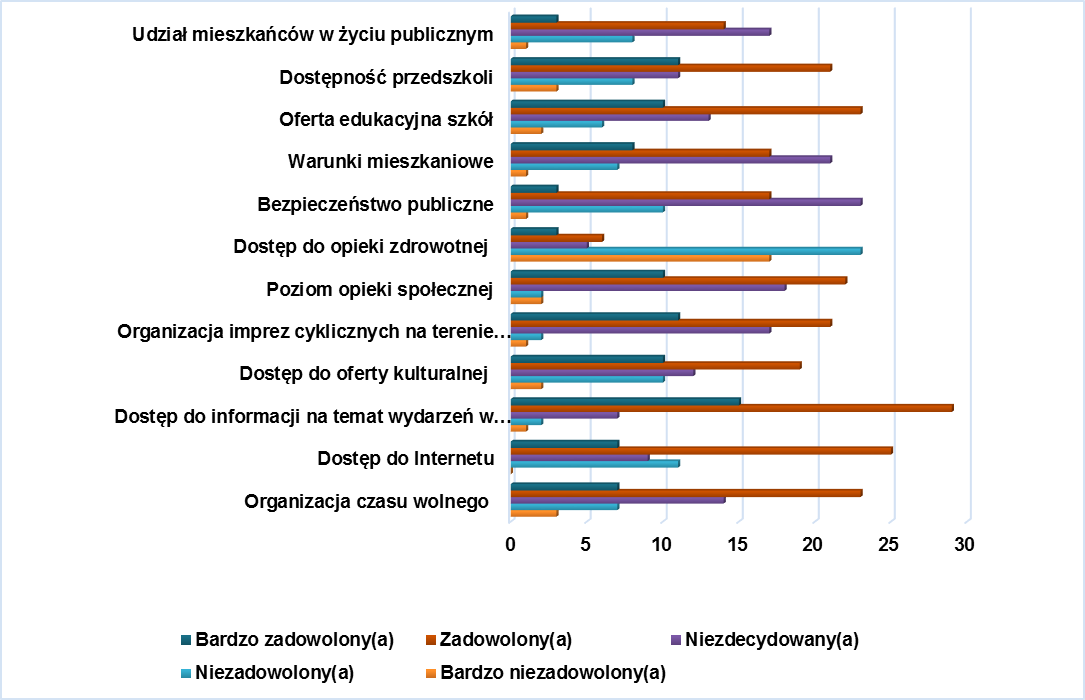 Udział mieszkańców w życiu publicznym
Dostępność przedszkoli
Oferta edukacyjna szkół
Warunki mieszkaniowe
Bezpieczeństwo publiczne
Dostęp do opieki zdrowotnej
Poziom opieki społecznej
Organizacja imprez cyklicznych na terenie…
Dostęp do oferty kulturalnej
Dostęp do informacji na temat wydarzeń w…
Dostęp do Internetu
Organizacja czasu wolnego
0 5 10 15 20 25 30
Bardzo zadowolony(a) Zadowolony(a) Niezdecydowany(a)
Niezadowolony(a) Bardzo niezadowolony(a)